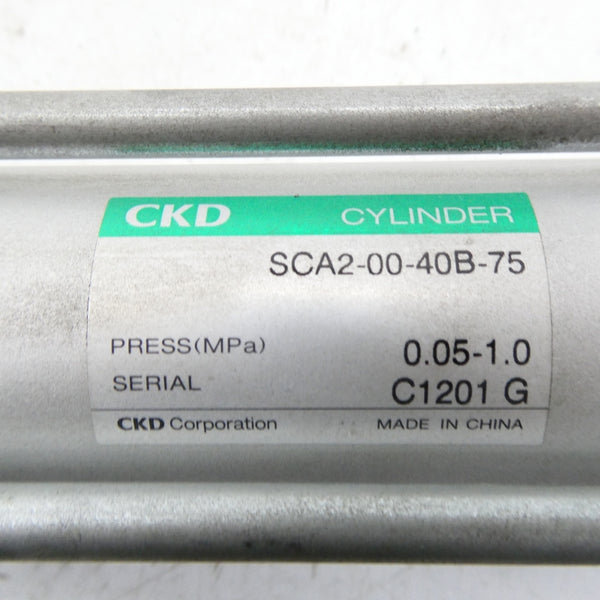 CKD CYLINDER
SCA2-00-40B-75
PRESS(MPa) 0.05-1.0
SERIAL C1201 G
CKD Corporation MADE IN CHINA